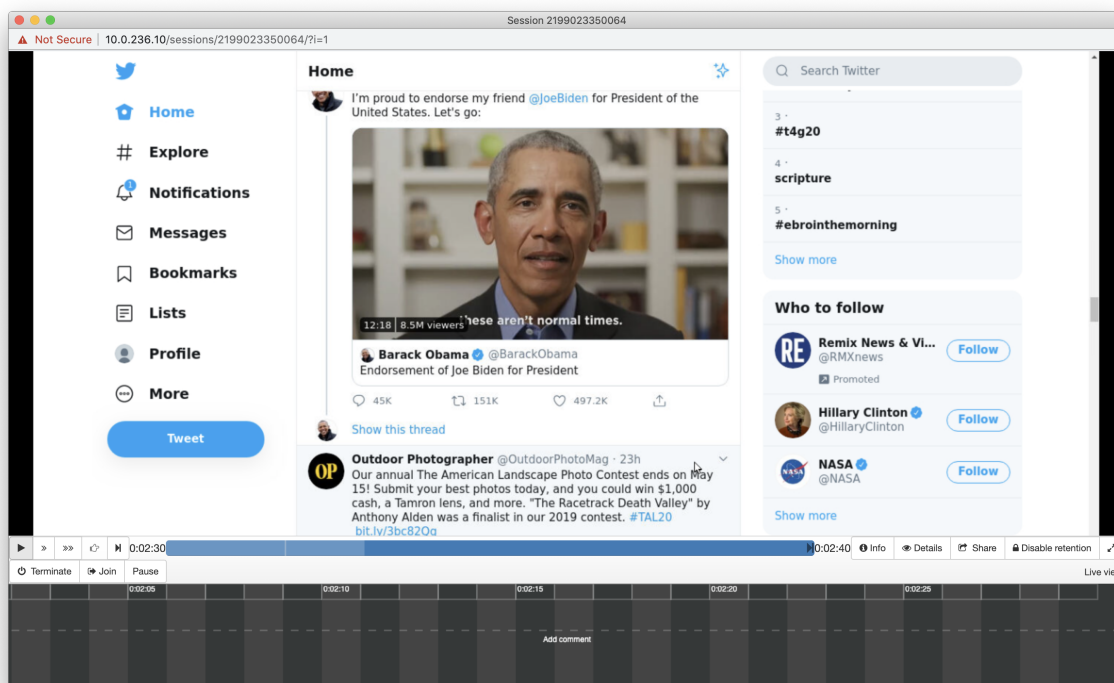 Session 2199023350064
Not Secure | 10.0.236.10/sessions/2199023350064/?i=1
Home
Explore
1
Notifications
Messages
Bookmarks
Lists
Profile
More
Tweet
Home
I'm proud to endorse my friend @JoeBiden for President of the
United States. Let's go:
these aren't normal times.
12:18 | 8.5M viewers
Barack Obama @BarackObama
Endorsement of Joe Biden for President
45K 151K 497.2K
Show this thread
OP
Outdoor Photographer @OutdoorPhotoMag · 23h
Our annual The American Landscape Photo Contest ends on May
15! Submit your best photos today, and you could win $1,000
cash, a Tamron lens, and more. "The Racetrack Death Valley" by
Anthony Alden was a finalist in our 2019 contest. #TAL20
bit.ly/3bc82Og
Search Twitter
3 ·
#t4g20
4 ·
scripture
5 ·
#ebrointhemorning
Show more
Who to follow
RE
Remix News & Vi...
@RMXnews
Follow
Promoted
Hillary Clinton
@HillaryClinton
Follow
NASA
NASA
@NASA
Follow
Show more
0:02:30
0:02:40
Info
Details
Share
Disable retention
Terminate
Join
Pause
Live vie
0:02:05 0:02:10 0:02:15 0:02:20 0:02:25
Add comment